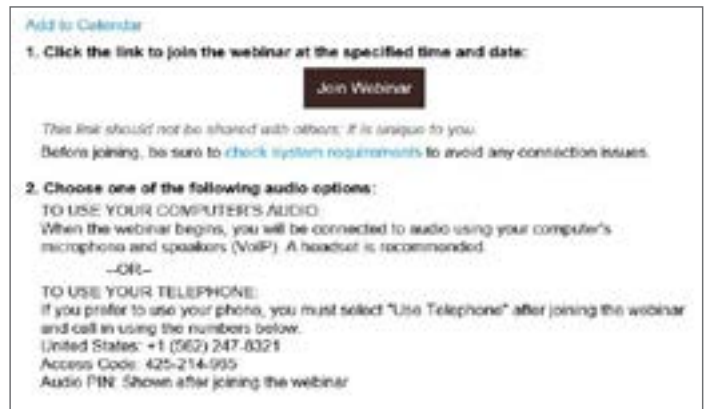 Add to Calendar
1. Click the link to join the webinar at the specified time and date:
Join Webinar
This link should not be shared with others; it is unique to you.
Before joining, be sure to check system requirements to avoid any connection issues.
2. Choose one of the following audio options:
TO USE YOUR COMPUTER'S AUDIO:
When the webinar begins, you will be connected to audio using your computer's
microphone and speakers (VoIP). A headset is recommended.
--OR--
TO USE YOUR TELEPHONE:
If you prefer to use your phone, you must select "Use Telephone" after joining the webinar
and call in using the numbers below.
United States: +1 (562) 247-8321
Access Code: 425-214-965
Audio PIN: Shown after joining the webinar